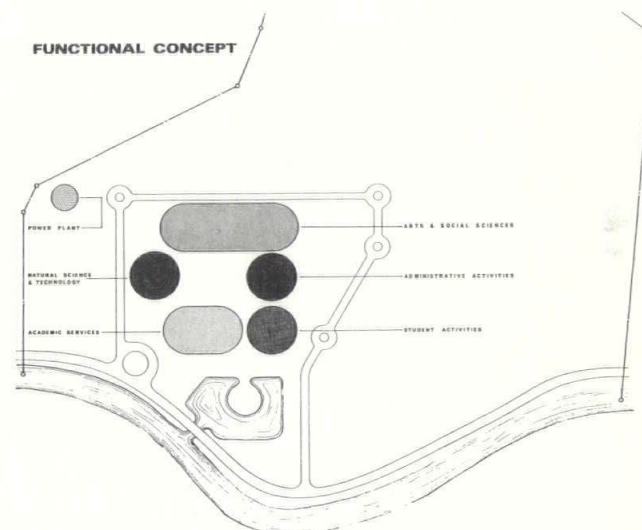 FUNCTIONAL CONCEPT
POWER PLANT
ARTS & SOCIAL SCIENCES
NATURAL SCIENCE
& TECHNOLOGY
ADMINISTRATIVE ACTIVITIES
ACADEMIC SERVICES
STUDENT ACTIVITIES